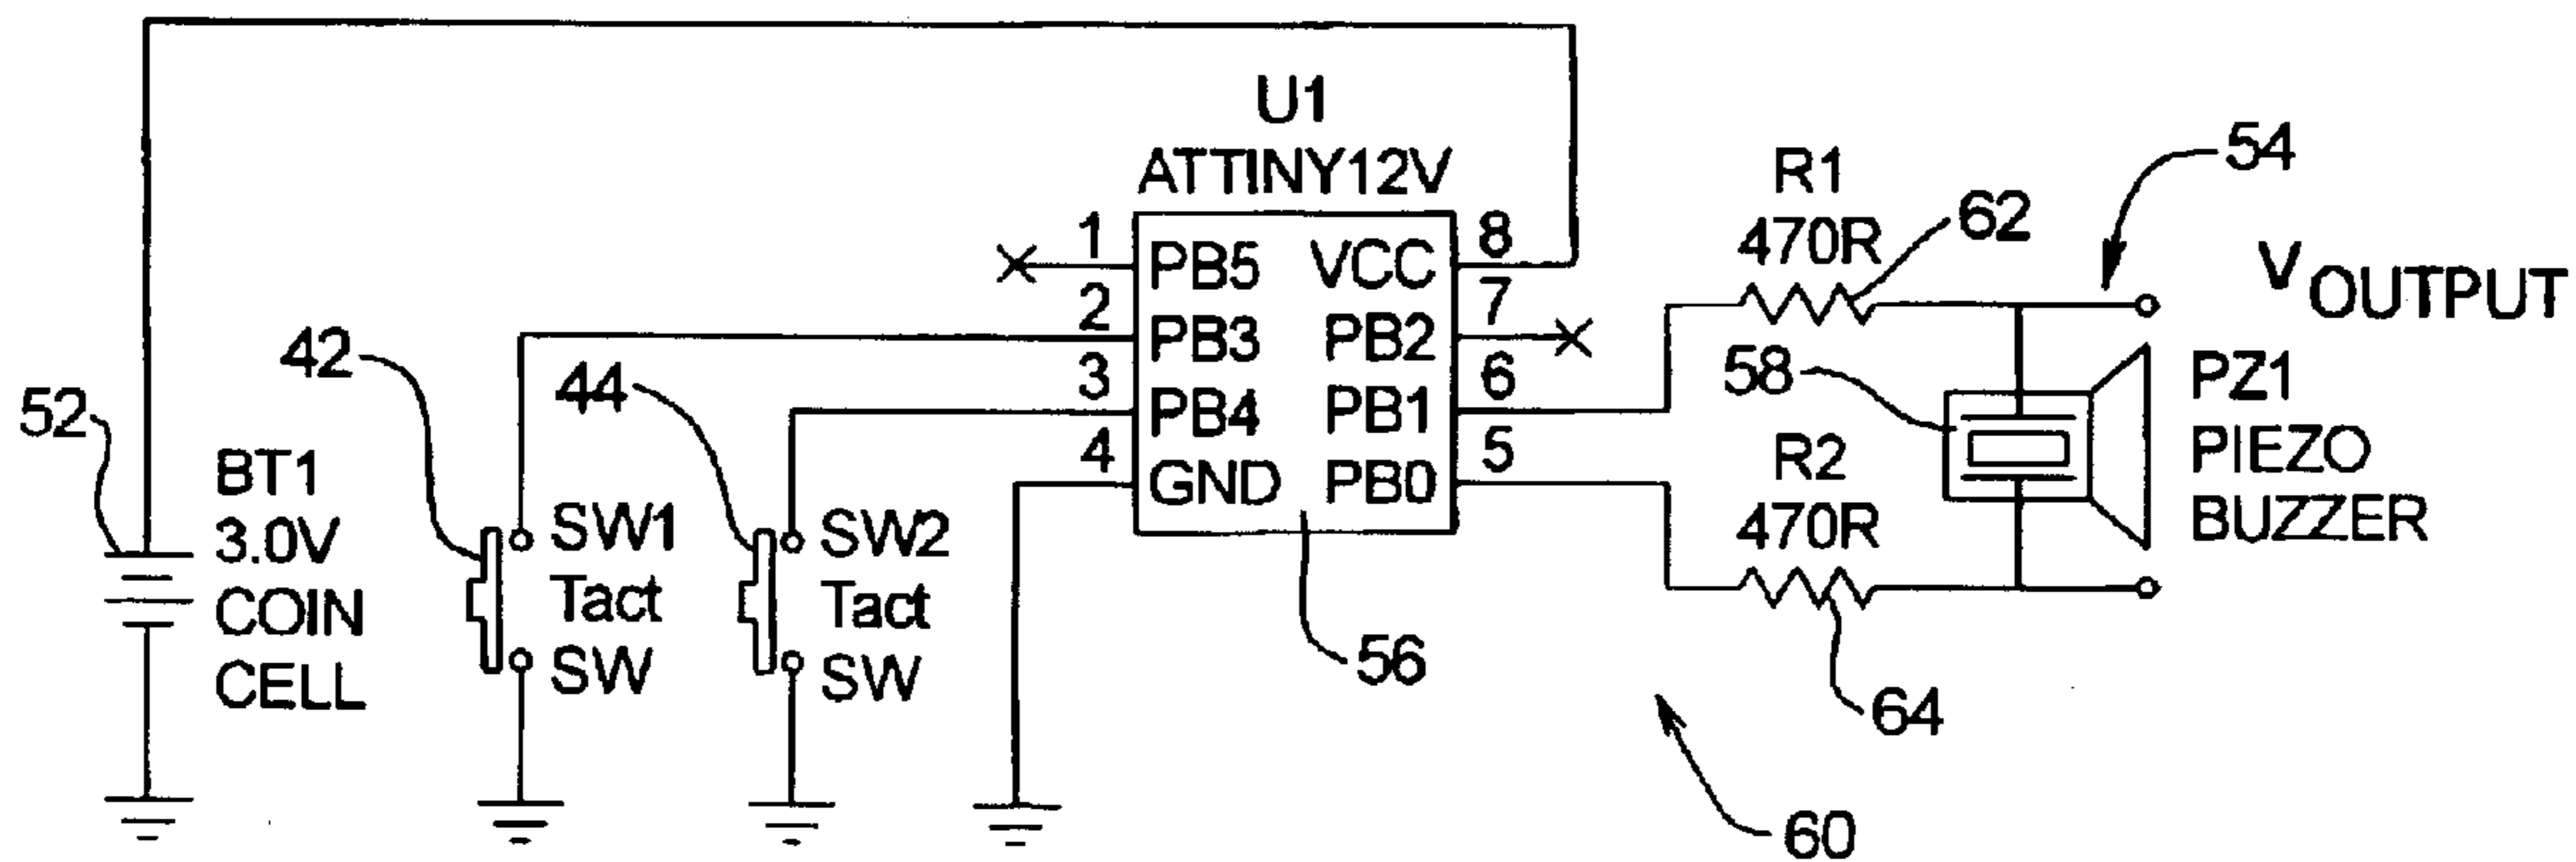 U1
ATTINY12V
1 PB5 VCC 8
2 PB3 PB2 7
3 PB4 PB1 6
4 GND PB0 5
52
BT1
3.0V
COIN
CELL
42
SW1
Tact
SW
44
SW2
Tact
SW
56
R1
470R
62
54
VOUTPUT
58
PZ1
PIEZO
BUZZER
R2
470R
64
60